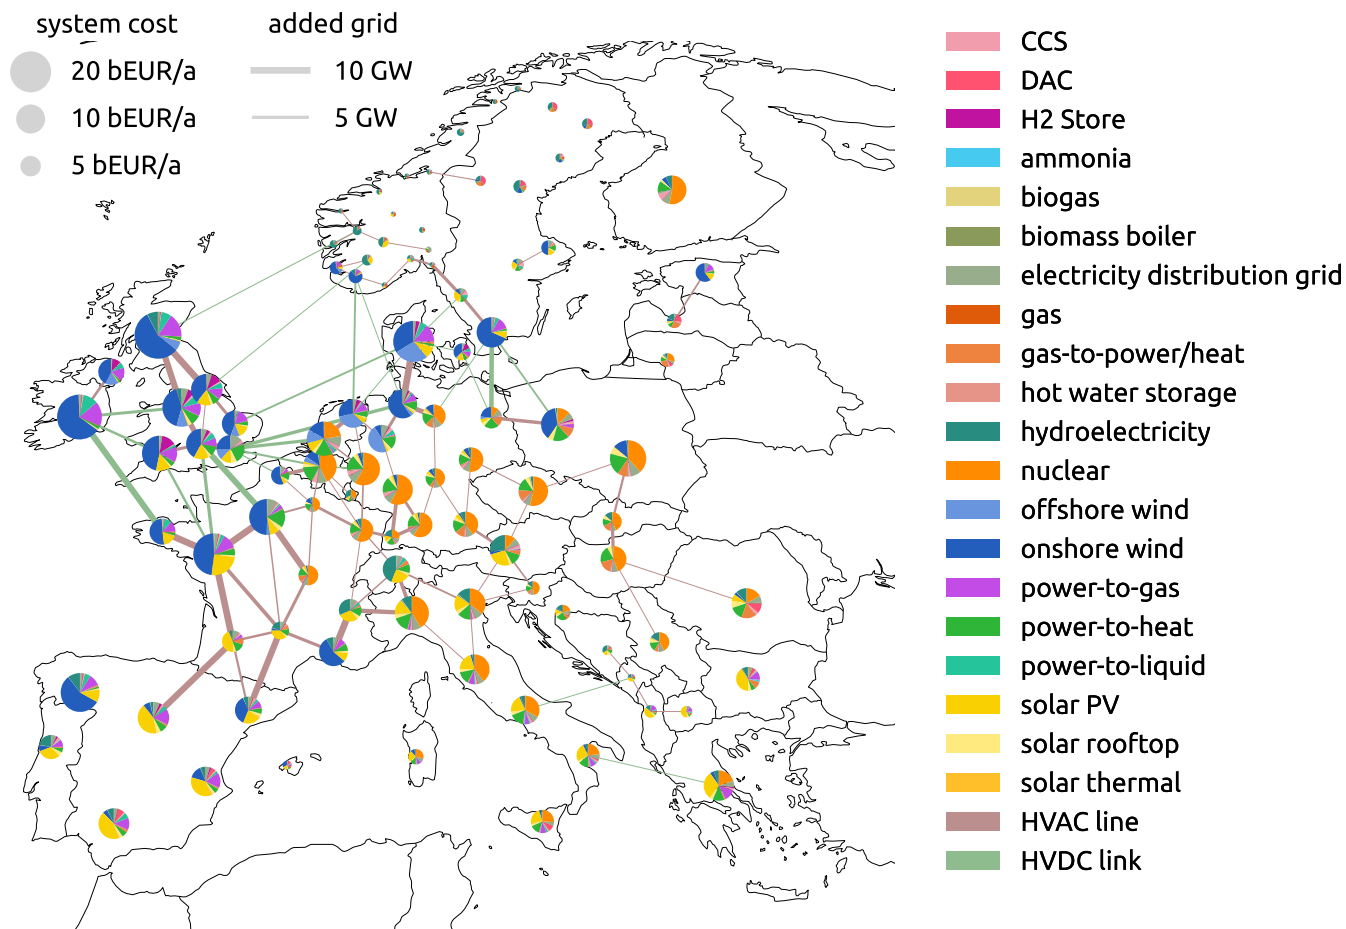 system cost
20 bEUR/a
10 bEUR/a
5 bEUR/a
added grid
10 GW
5 GW
CCS
DAC
H2 Store
ammonia
biogas
biomass boiler
electricity distribution grid
gas
gas-to-power/heat
hot water storage
hydroelectricity
nuclear
offshore wind
onshore wind
power-to-gas
power-to-heat
power-to-liquid
solar PV
solar rooftop
solar thermal
HVAC line
HVDC link